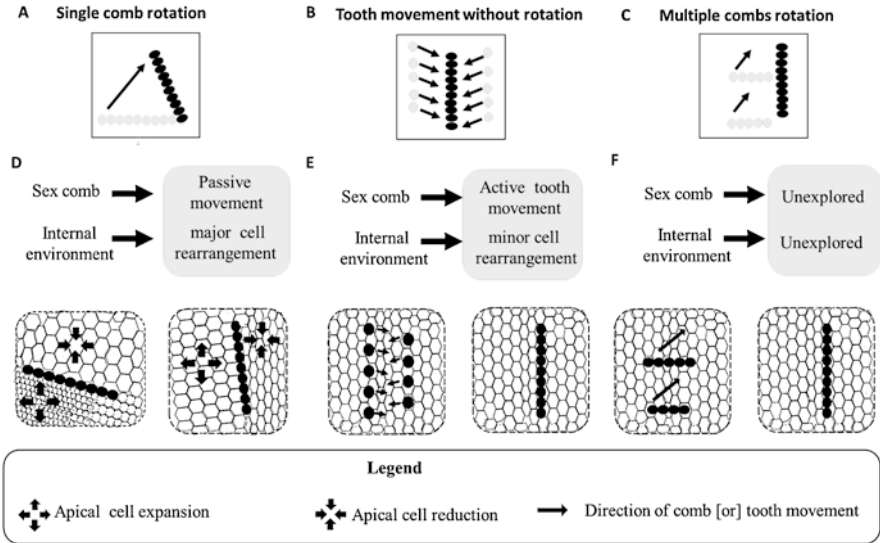 A Single comb rotation
B Tooth movement without rotation
C Multiple combs rotation
D
Sex comb
Passive
movement
Internal
environment
major cell
rearrangement
E
Sex comb
Active tooth
movement
Internal
environment
minor cell
rearrangement
F
Sex comb
Unexplored
Internal
environment
Unexplored
Legend
Apical cell expansion
Apical cell reduction
Direction of comb [or] tooth movement